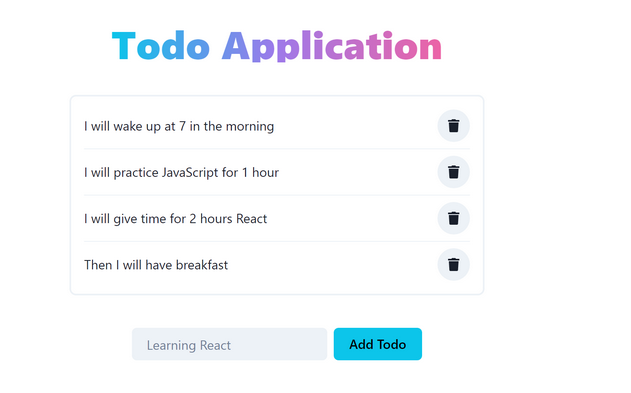 Todo Application
I will wake up at 7 in the morning
I will practice JavaScript for 1 hour
I will give time for 2 hours React
Then I will have breakfast
Learning React
Add Todo